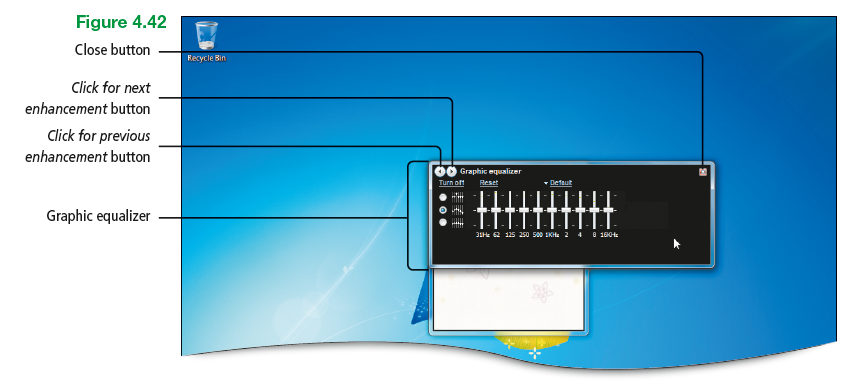 Figure 4.42
Close button
Recycle Bin
Click for next
enhancement button
Click for previous
enhancement button
Graphic equalizer
Graphic equalizer
Turn off Reset Default
31Hz 62 125 250 500 1KHz 2 4 8 16KHz